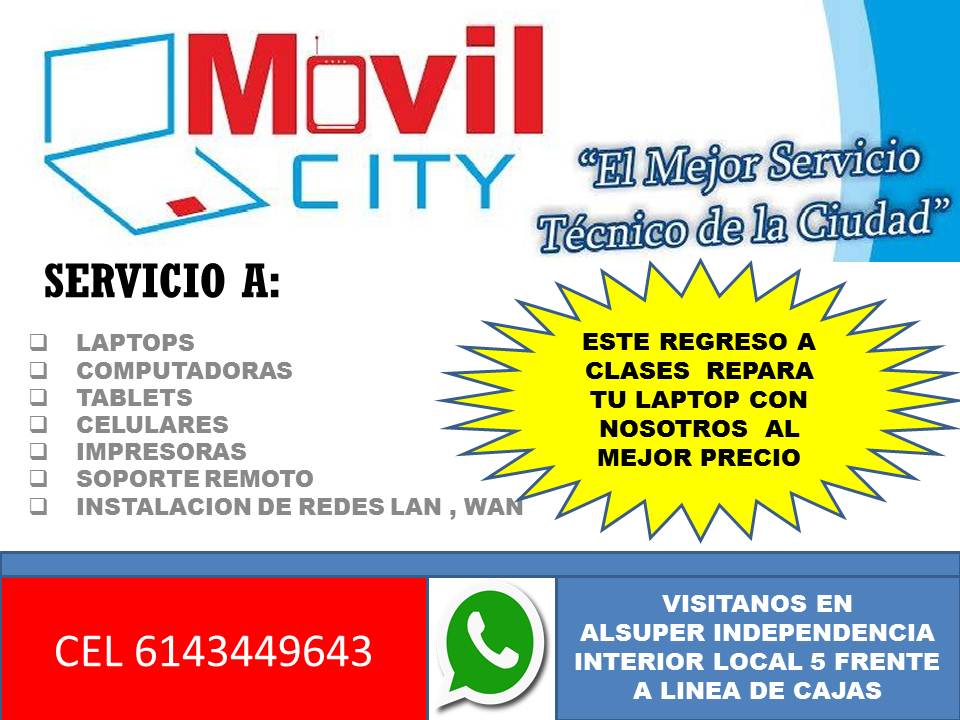 Movil
CITY
“El Mejor Servicio
Técnico de la Ciudad”
SERVICIO A:
LAPTOPS
COMPUTADORAS
TABLETS
CELULARES
IMPRESORAS
SOPORTE REMOTO
INSTALACION DE REDES LAN , WAN
ESTE REGRESO A
CLASES REPARA
TU LAPTOP CON
NOSOTROS AL
MEJOR PRECIO
CEL 6143449643
VISITANOS EN
ALSUPER INDEPENDENCIA
INTERIOR LOCAL 5 FRENTE
A LINEA DE CAJAS